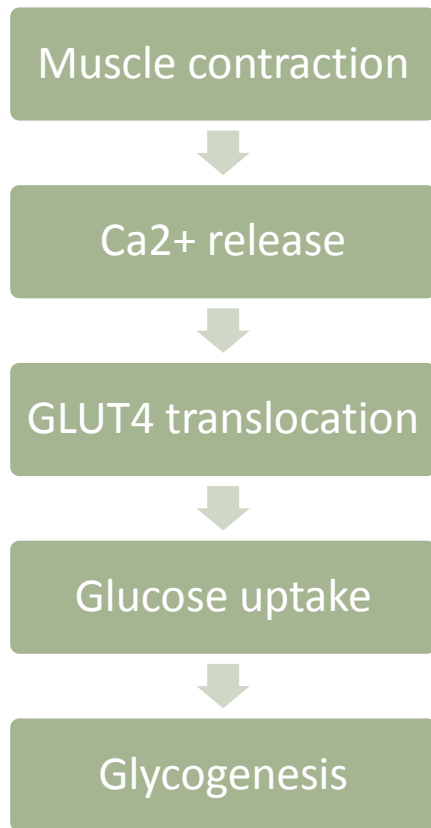 Muscle contraction
Ca2+ release
GLUT4 translocation
Glucose uptake
Glycogenesis